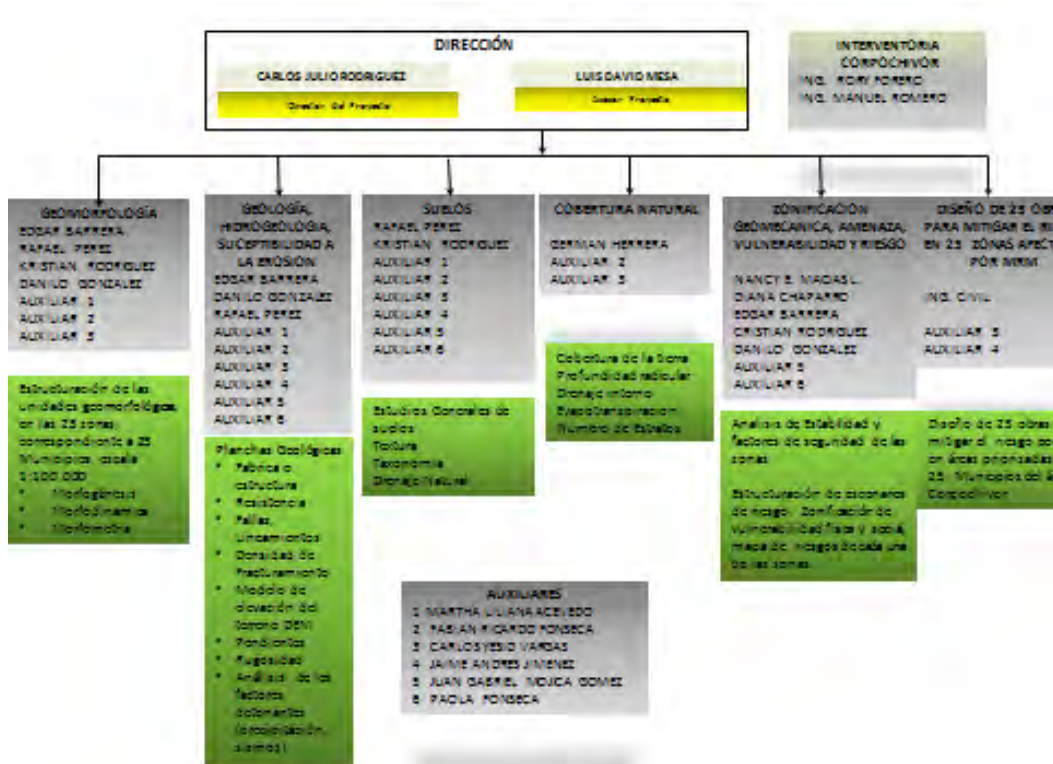 DIRECCIÓN
CARLOS JULIO RODRIGUEZ
Director del Proyecto
LUIS DAVID MESA
Asesor Proyecto
INTERVENTORIA
CORPOCHIVOR
ING. RORY FORERO
ING. MANUEL ROMERO
GEOMORFOLOGÍA
EDGAR BARRERA
RAFAEL PEREZ
KRISTIAN RODRIGUEZ
DANILO GONZALEZ
AUXILIAR 1
AUXILIAR 2
AUXILIAR 3
Estructuración de las
unidades geomorfológicas
en las 25 zonas
correspondiente a 25
Municipios escala
1:100.000
• Morfogénesis
• Morfodinámica
• Morfometria
GEOLOGÍA,
HIDROGEOLOGÍA,
SUCEPTIBILIDAD A
LA EROSIÓN
EDGAR BARRERA
DANILO GONZALEZ
RAFAEL PEREZ
AUXILIAR 1
AUXILIAR 2
AUXILIAR 3
AUXILIAR 4
AUXILIAR 5
AUXILIAR 6
Planchas Geológicas
• Fabrica o
estructura
• Resistencia
• Fallas,
Lineamientos
• Densidad de
fracturamiento
• Modelo de
elevación del
terreno DEM
• Pendientes
• Rugosidad
• Análisis de los
factores
detonantes
(precipitación,
sismos)
SUELOS
RAFAEL PEREZ
KRISTIAN RODRIGUEZ
AUXILIAR 1
AUXILIAR 2
AUXILIAR 3
AUXILIAR 4
AUXILIAR 5
AUXILIAR 6
Estudios Generales de
suelos
Textura
Taxonomia
Drenaje Natural
COBERTURA NATURAL
GERMAN HERRERA
AUXILIAR 2
AUXILIAR 3
Cobertura de la tierra
Profundidad radicular
Drenaje interno
Evapotranspiración
Numero de Estratos
ZONIFICACIÓN
GEOMECANICA, AMENAZA,
VULNERABILIDAD Y RIESGO
NANCY E. MACIAS L.
DIANA CHAPARRO
EDGAR BARRERA
CRISTIAN RODRIGUEZ
DANILO GONZALEZ
AUXILIAR 5
AUXILIAR 6
Analisis de Estabilidad y
factores de seguridad de las
zonas
Estructuración de escenarios
de riesgo. Zonificación de
vulnerabilidad física y social,
mapa de riesgos de cada una
de las zonas.
DISEÑO DE 25 OBR
PARA MITIGAR EL RI
EN 25 ZONAS AFECT
POR MRM
ING. CIVIL
AUXILIAR 3
AUXILIAR 4
Diseño de 25 obras
mitigar el riesgo
en áreas priorizadas
25 Municipios del
Corpochivor
AUXILIARES
1 MARTHA LILIANA ACEVEDO
2 FABIAN RICARDO FONSECA
3 CARLOS YESID VARGAS
4 JAIME ANDRES JIMENEZ
5 JUAN GABRIEL MOJICA GOMEZ
6 PAOLA FONSECA